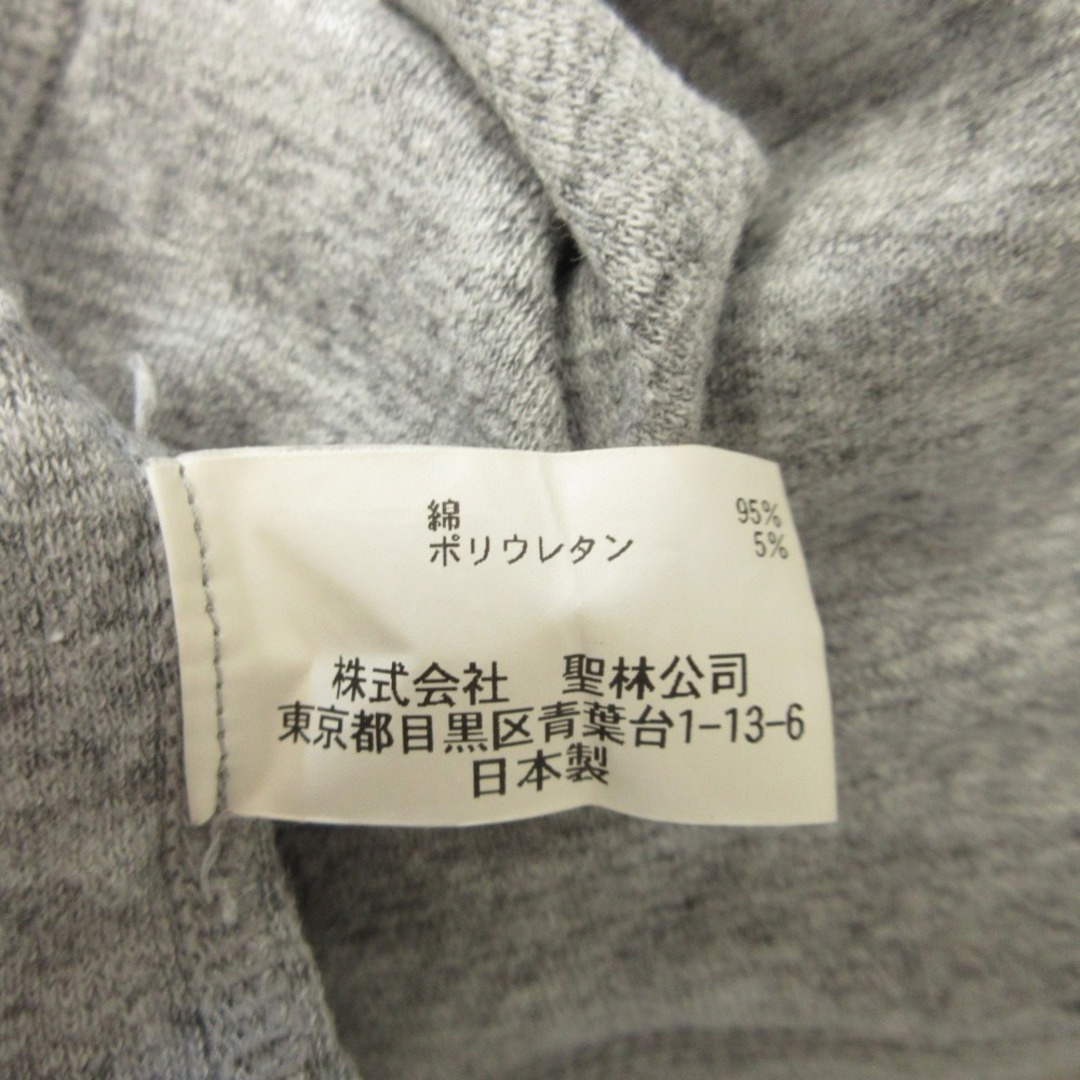 綿 95%
ポリウレタン 5%
株式会社 聖林公司
東京都目黒区青葉台1-13-6
日本製